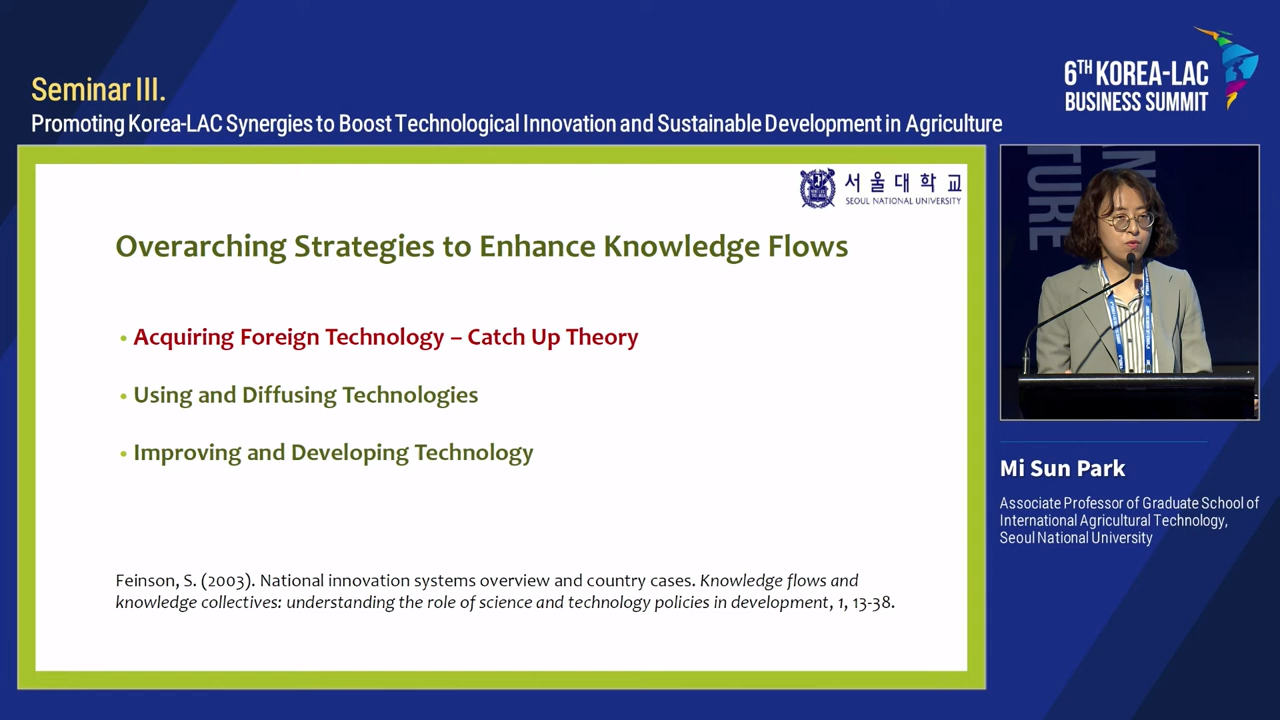 Seminar III.
Promoting Korea-LAC Synergies to Boost Technological Innovation and Sustainable Development in Agriculture
6TH KOREA-LAC
BUSINESS SUMMIT
서울대학교
SEOUL NATIONAL UNIVERSITY
Overarching Strategies to Enhance Knowledge Flows
• Acquiring Foreign Technology – Catch Up Theory
• Using and Diffusing Technologies
• Improving and Developing Technology
Feinson, S. (2003). National innovation systems overview and country cases. Knowledge flows and
knowledge collectives: understanding the role of science and technology policies in development, 1, 13-38.
TURE
Mi Sun Park
Associate Professor of Graduate School of
International Agricultural Technology,
Seoul National University